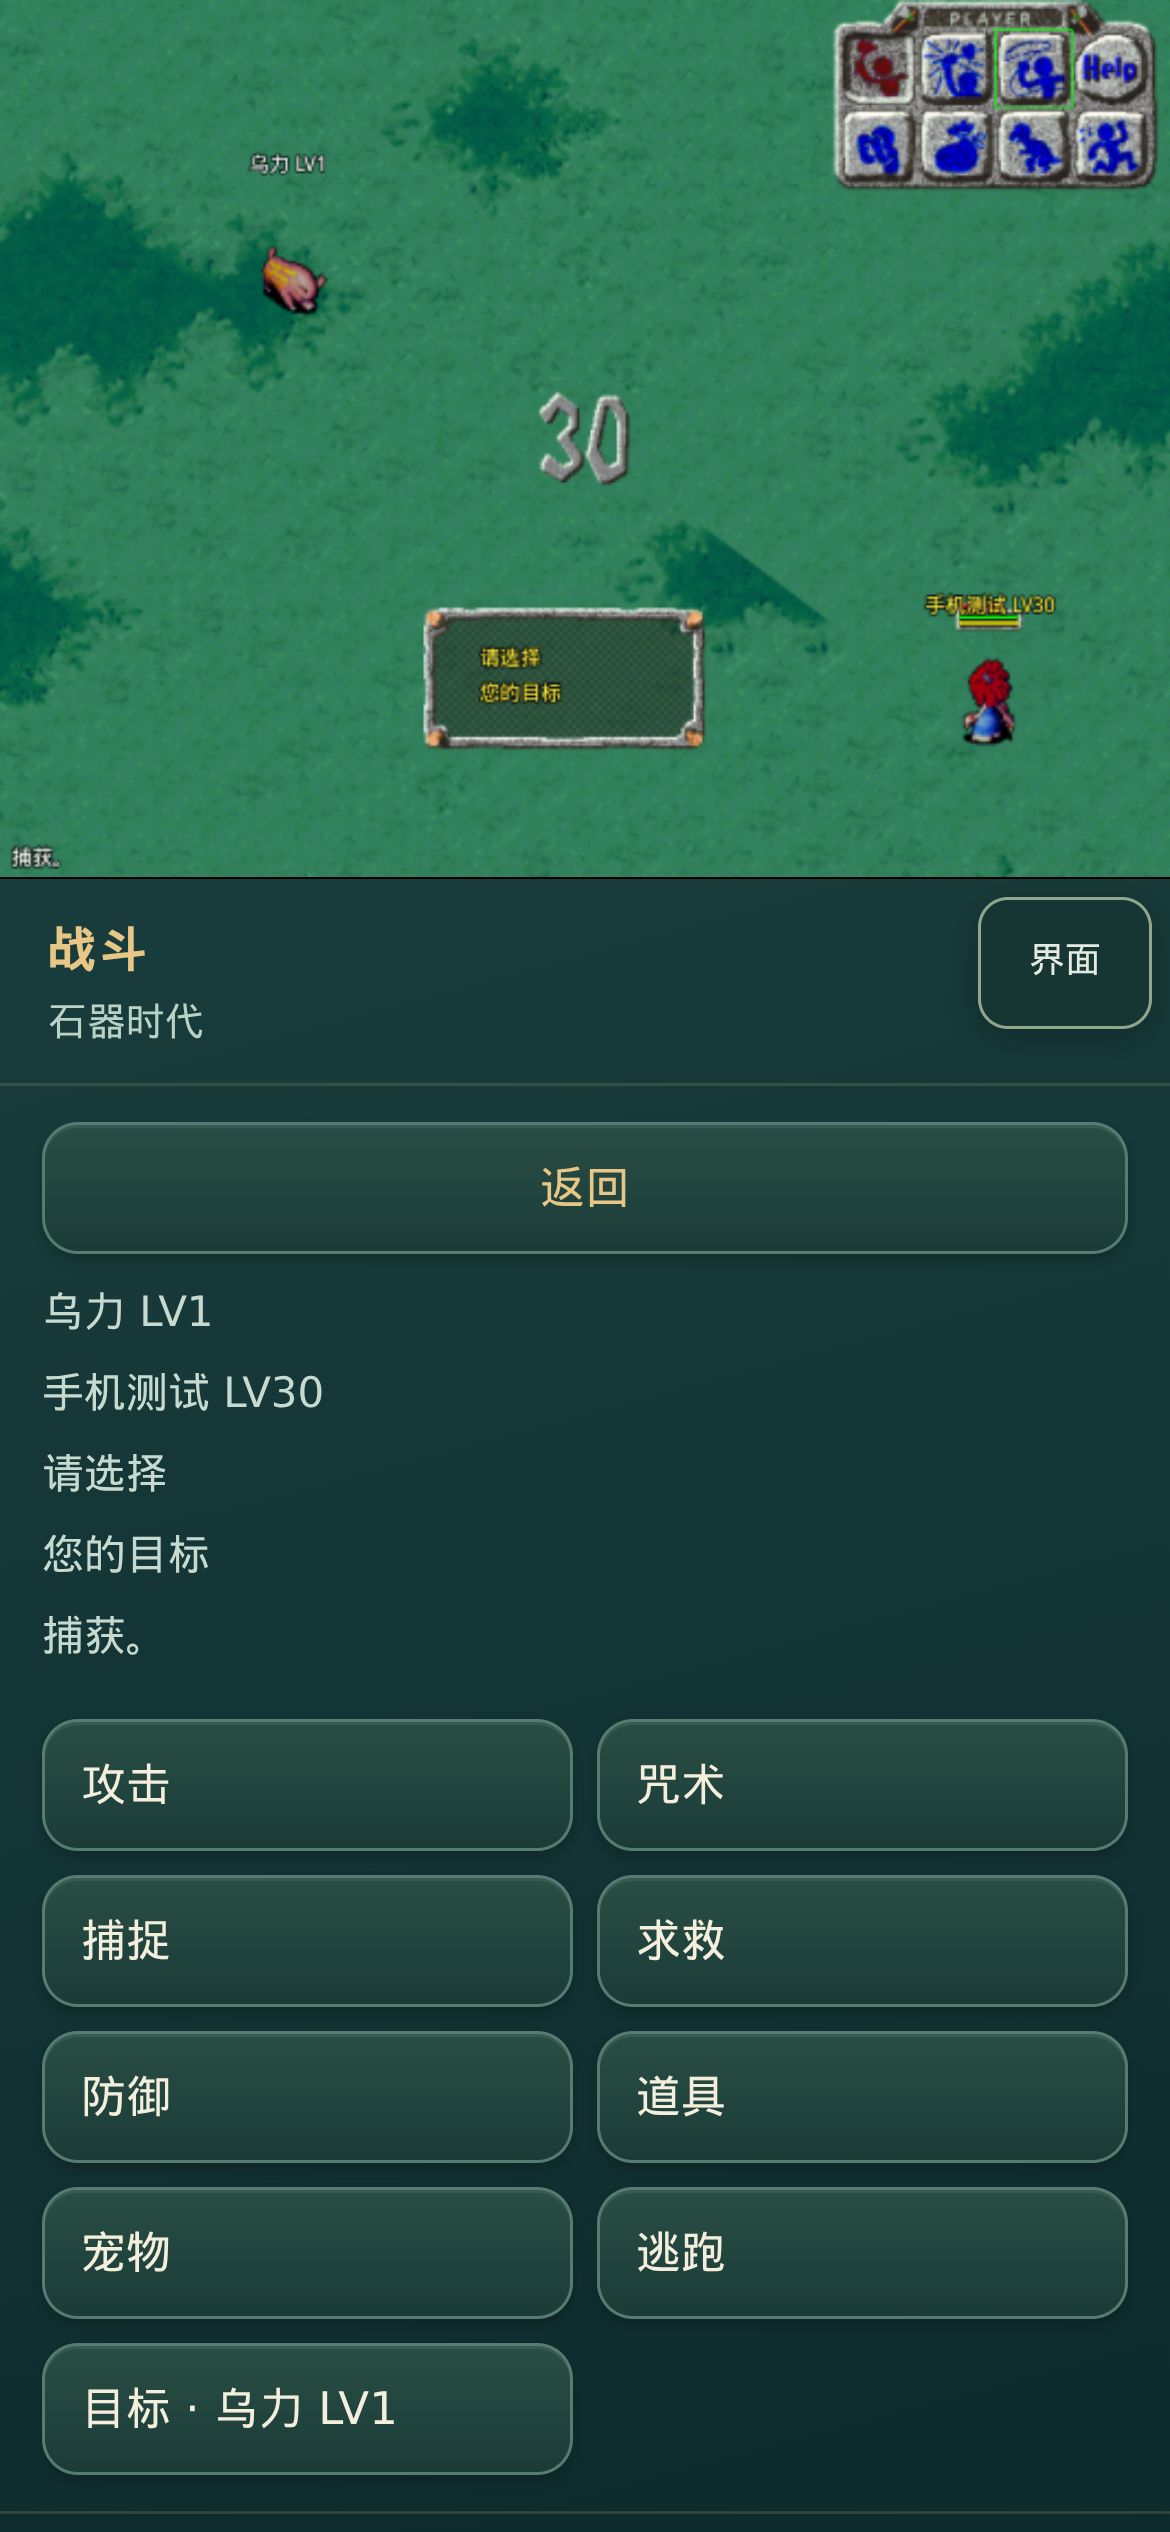 PLAYER
Help
乌力 LV1
30
手机测试 LV30
请选择
您的目标
捕获。
战斗
石器时代
界面
返回
乌力 LV1
手机测试 LV30
请选择
您的目标
捕获。
攻击
咒术
捕捉
求救
防御
道具
宠物
逃跑
目标 · 乌力 LV1